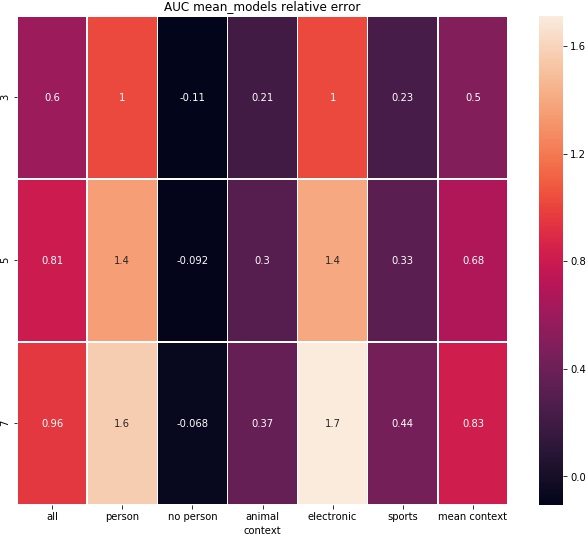 AUC mean_models relative error
3 0.6 1 -0.11 0.21 1 0.23 0.5
5 0.81 1.4 -0.092 0.3 1.4 0.33 0.68
7 0.96 1.6 -0.068 0.37 1.7 0.44 0.83
all person no person animal electronic sports mean context
context
1.6
1.2
0.8
0.4
0.0